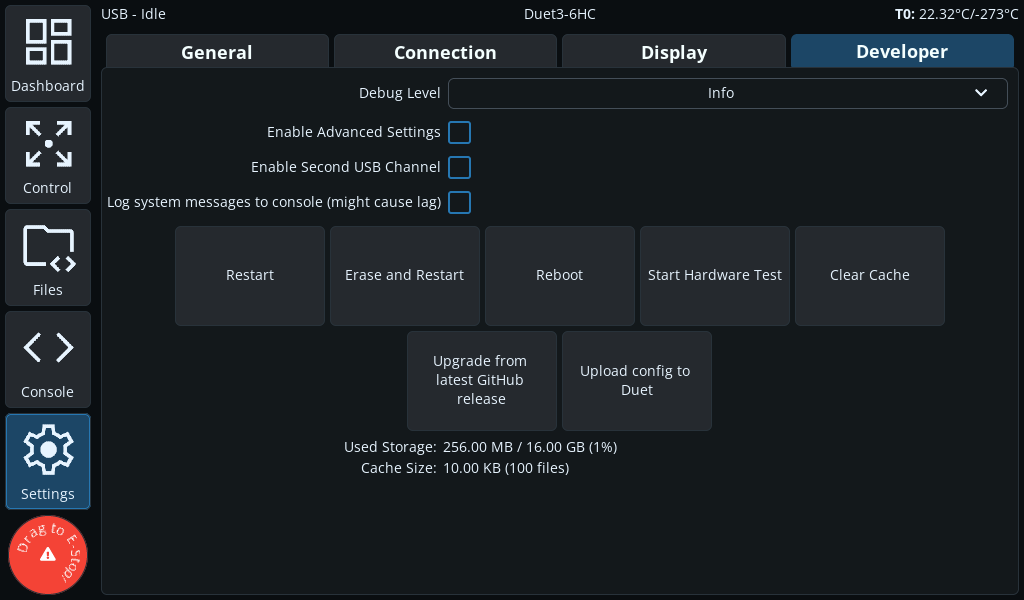 USB - Idle
Duet3-6HC
T0: 22.32°C/-273°C
Dashboard
Control
Files
Console
Settings
Drag to E-Stop!
General
Connection
Display
Developer
Debug Level
Info
Enable Advanced Settings
Enable Second USB Channel
Log system messages to console (might cause lag)
Restart
Erase and Restart
Reboot
Start Hardware Test
Clear Cache
Upgrade from
latest GitHub
release
Upload config to
Duet
Used Storage: 256.00 MB / 16.00 GB (1%)
Cache Size: 10.00 KB (100 files)